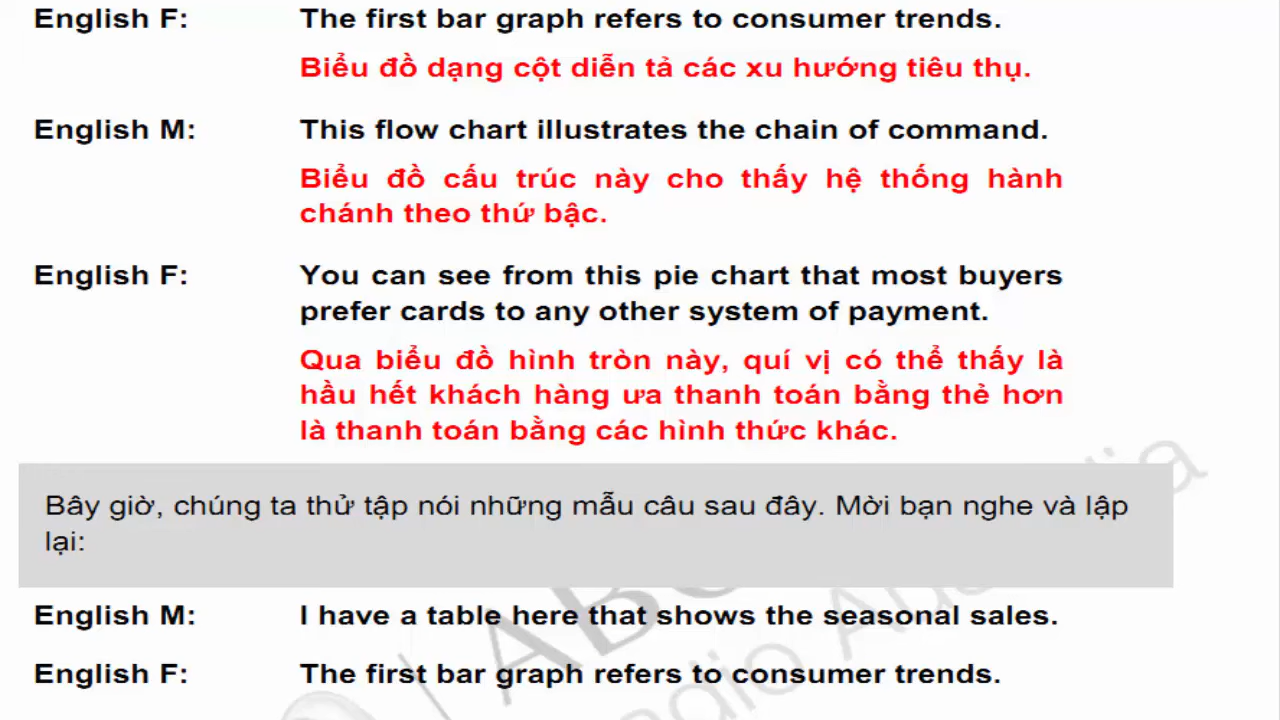 English F: The first bar graph refers to consumer trends.
Biểu đồ dạng cột diễn tả các xu hướng tiêu thụ.
English M: This flow chart illustrates the chain of command.
Biểu đồ cấu trúc này cho thấy hệ thống hành
chánh theo thứ bậc.
English F: You can see from this pie chart that most buyers
prefer cards to any other system of payment.
Qua biểu đồ hình tròn này, quí vị có thể thấy là
hầu hết khách hàng ưa thanh toán bằng thẻ hơn
là thanh toán bằng các hình thức khác.
Bây giờ, chúng ta thử tập nói những mẫu câu sau đây. Mời bạn nghe và lập
lại:
English M: I have a table here that shows the seasonal sales.
English F: The first bar graph refers to consumer trends.